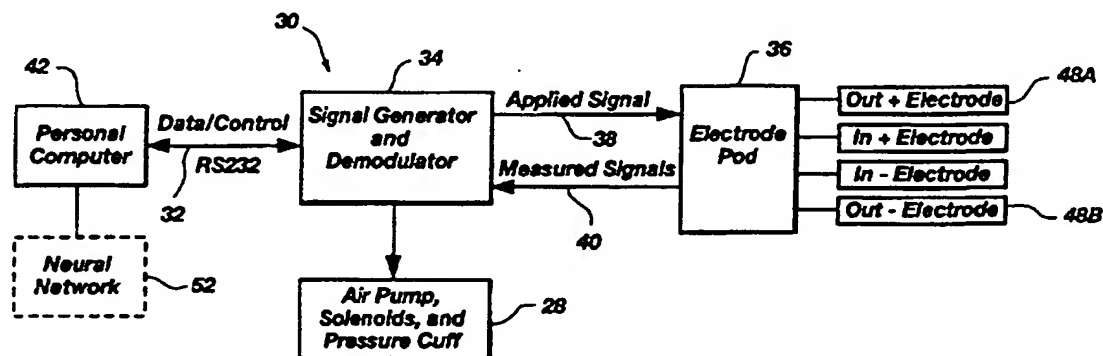 30
42
34
36
48A
Personal
Computer
Data/Control
RS232
32
Signal Generator
and
Demodulator
Applied Signal
38
Measured Signals
40
Electrode
Pod
Out + Electrode
In + Electrode
In - Electrode
Out - Electrode
48B
Neural
Network
52
Air Pump,
Solenoids, and
Pressure Cuff
28